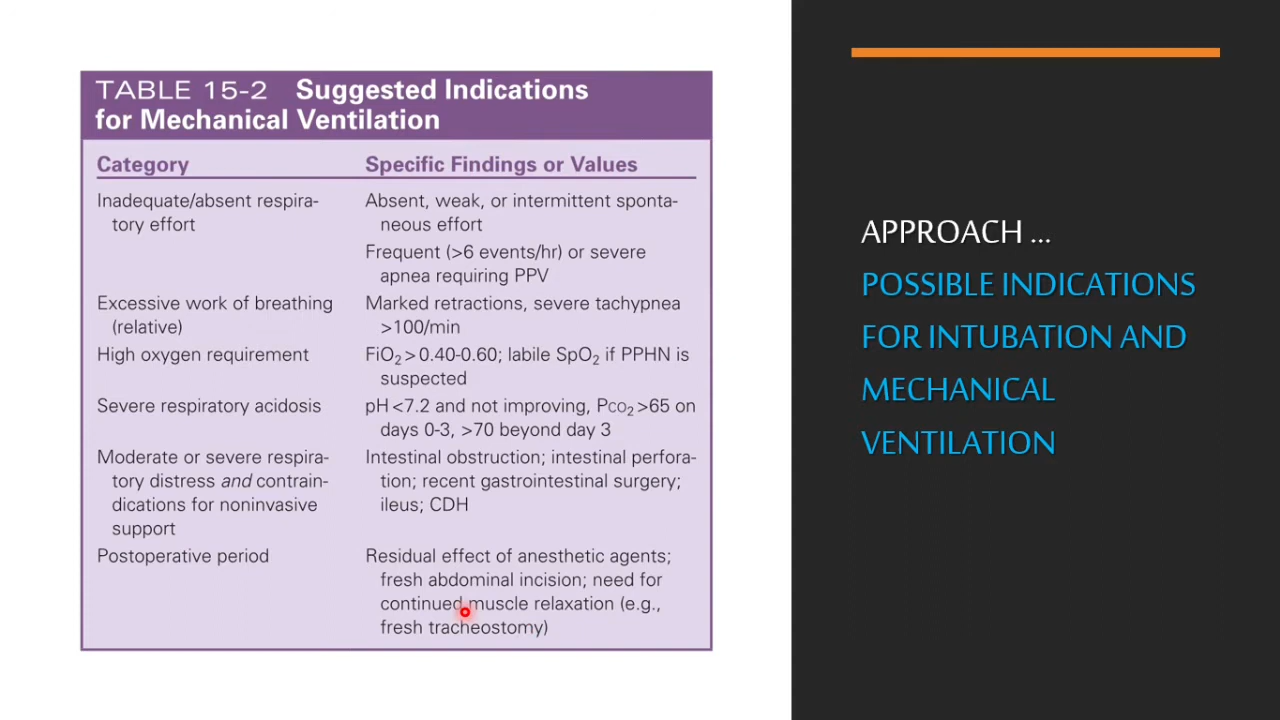 TABLE 15-2 Suggested Indications
for Mechanical Ventilation
Category Specific Findings or Values
Inadequate/absent respira-
tory effort
Absent, weak, or intermittent sponta-
neous effort
Frequent (>6 events/hr) or severe
apnea requiring PPV
Excessive work of breathing
(relative)
Marked retractions, severe tachypnea
>100/min
High oxygen requirement
FiO₂ > 0.40-0.60; labile SpO₂ if PPHN is
suspected
Severe respiratory acidosis
pH <7.2 and not improving, PCO₂ >65 on
days 0-3, >70 beyond day 3
Moderate or severe respira-
tory distress and contrain-
dications for noninvasive
support
Intestinal obstruction; intestinal perfora-
tion; recent gastrointestinal surgery;
ileus; CDH
Postoperative period
Residual effect of anesthetic agents;
fresh abdominal incision; need for
continued muscle relaxation (e.g.,
fresh tracheostomy)
APPROACH ...
POSSIBLE INDICATIONS
FOR INTUBATION AND
MECHANICAL
VENTILATION